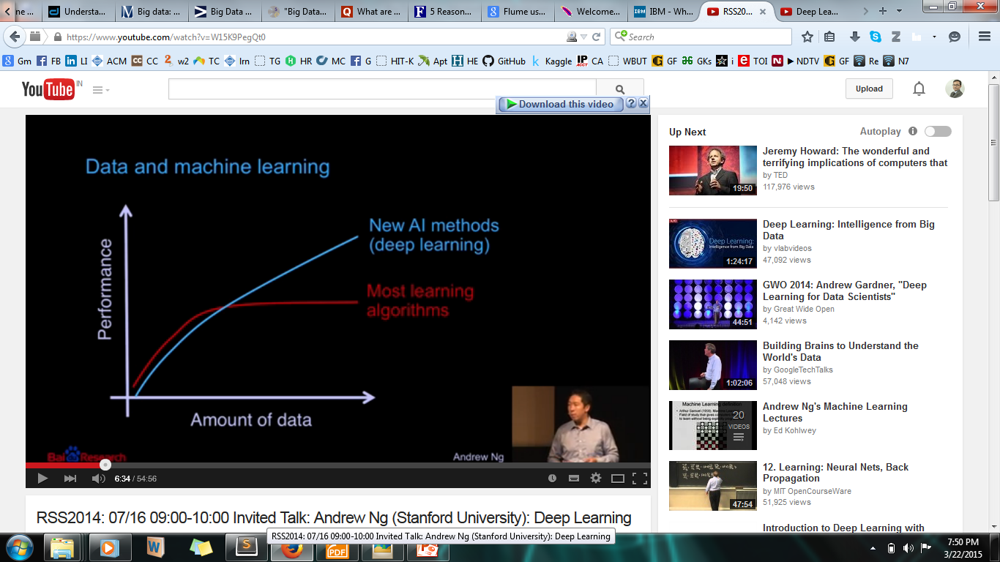 ne ...
Understa...
Big data: ...
Big Data ...
"Big Data...
What are ...
5 Reason...
Flume us...
Welcome...
IBM - Wh...
RSS20...
Deep Lea...
https://www.youtube.com/watch?v=W15K9PegQt0
Search
Gm FB LI ACM CC w2 TC Irn TG HR MC G HIT-K Apt HE GitHub Kaggle CA WBUT GF GKs i TOI NDTV GF Re N7
YouTube IN
Upload
Download this video
Data and machine learning
Performance
New AI methods
(deep learning)
Most learning
algorithms
Amount of data
Bai Research
Andrew Ng
6:34 / 54:56
RSS2014: 07/16 09:00-10:00 Invited Talk: Andrew Ng (Stanford University): Deep Learning
RSS2014: 07/16 09:00-10:00 Invited Talk: Andrew Ng (Stanford University): Deep Learning
Up Next
Autoplay
19:50
Jeremy Howard: The wonderful and
terrifying implications of computers that
by TED
117,976 views
Deep Learning:
Intelligence from Big Data
1:24:17
Deep Learning: Intelligence from Big
Data
by vlabvideos
47,092 views
44:51
GWO 2014: Andrew Gardner, "Deep
Learning for Data Scientists"
by Great Wide Open
4,142 views
1:02:06
Building Brains to Understand the
World's Data
by GoogleTechTalks
57,048 views
20
VIDEOS
Andrew Ng's Machine Learning
Lectures
by Ed Kohlwey
47:54
12. Learning: Neural Nets, Back
Propagation
by MIT OpenCourseWare
51,925 views
Introduction to Deep Learning with
PDF
7:50 PM
3/22/2015